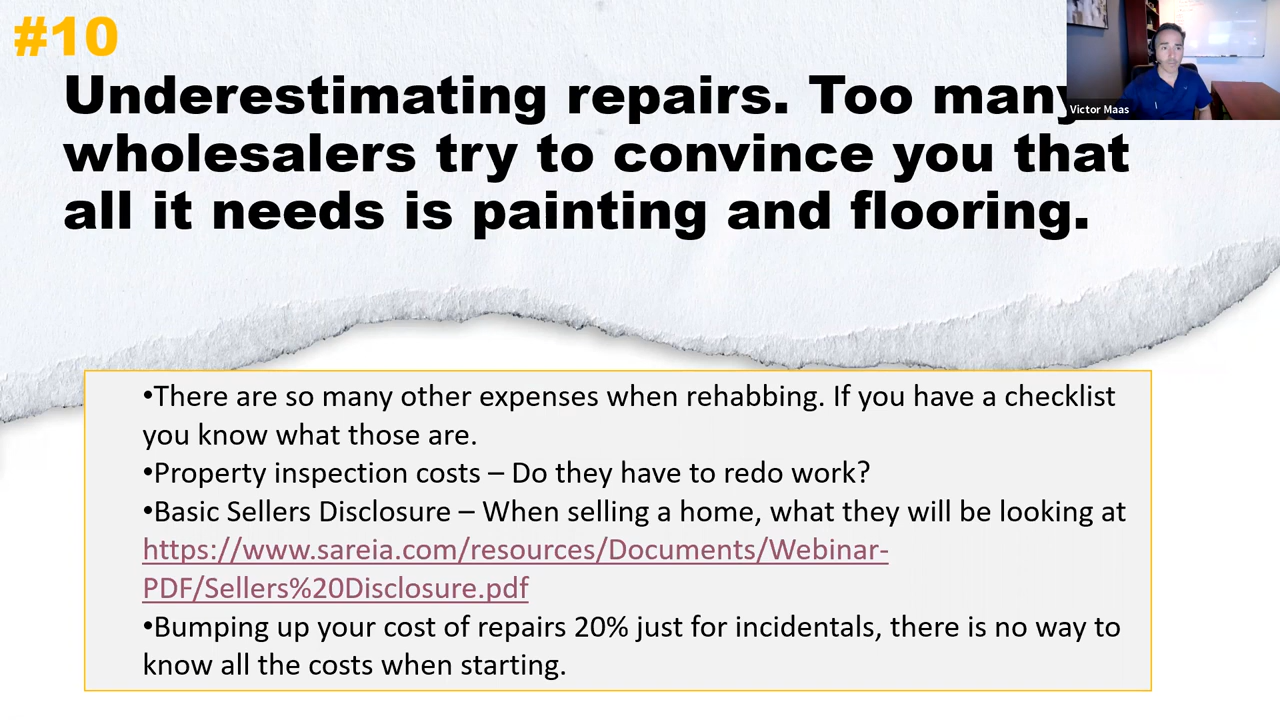 #10
Underestimating repairs. Too many
wholesalers try to convince you that
all it needs is painting and flooring.
Victor Maas
•There are so many other expenses when rehabbing. If you have a checklist
you know what those are.
•Property inspection costs – Do they have to redo work?
•Basic Sellers Disclosure – When selling a home, what they will be looking at
https://www.sareia.com/resources/Documents/Webinar-
PDF/Sellers%20Disclosure.pdf
•Bumping up your cost of repairs 20% just for incidentals, there is no way to
know all the costs when starting.